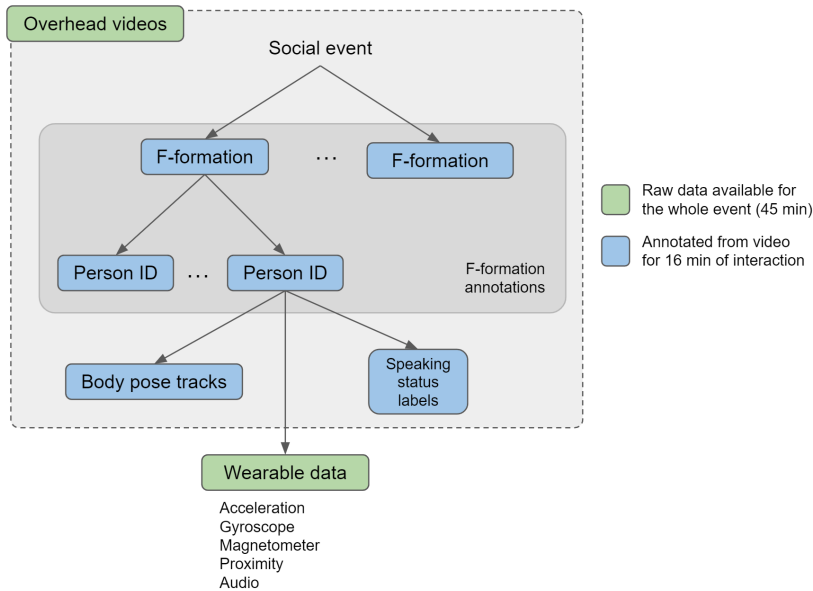 Overhead videos
Social event
F-formation
...
F-formation
Person ID
...
Person ID
F-formation
annotations
Body pose tracks
Speaking
status
labels
Wearable data
Acceleration
Gyroscope
Magnetometer
Proximity
Audio
Raw data available for
the whole event (45 min)
Annotated from video
for 16 min of interaction